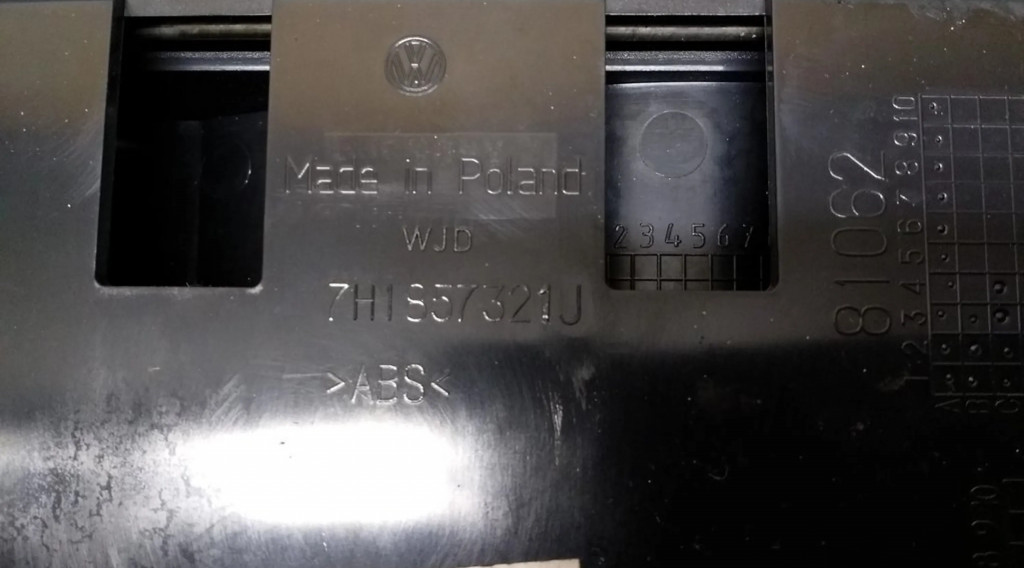 Made in Poland
WJD
7H1857321J
>ABS<
234567
81062
12345678910
A B C